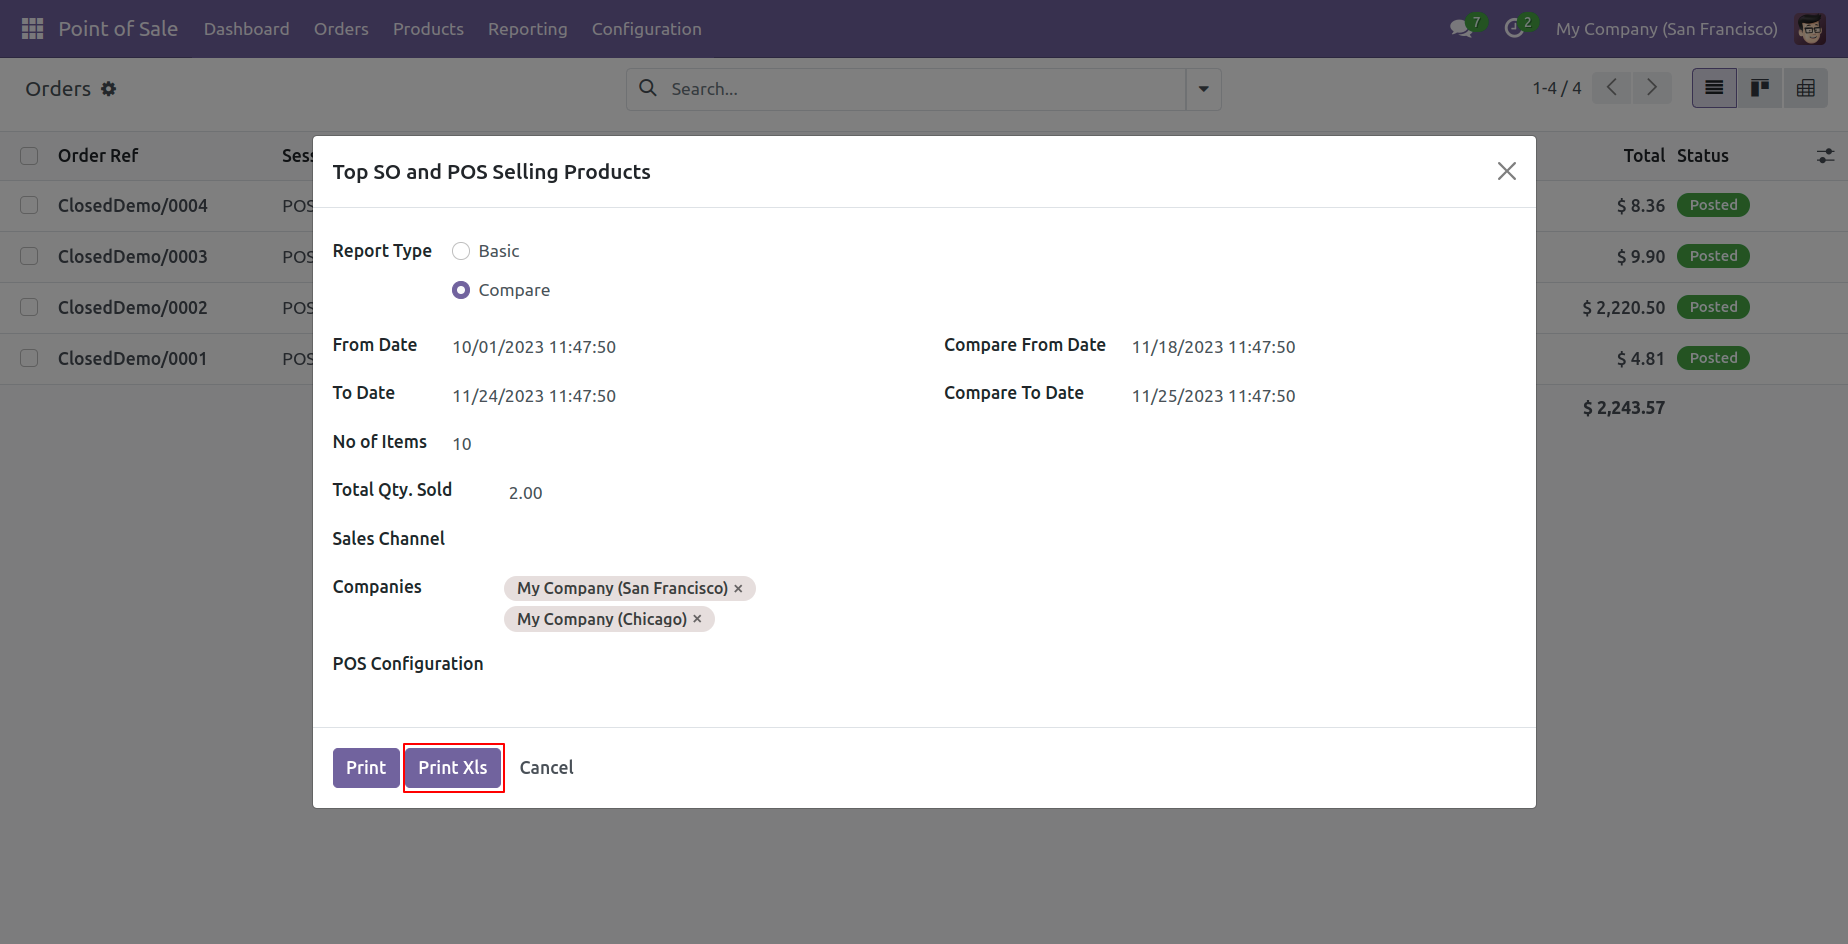 Point of Sale Dashboard Orders Products Reporting Configuration 7 2 My Company (San Francisco)
Orders Search... 1-4 / 4
Order Ref Sess Total Status
ClosedDemo/0004 POS $ 8.36 Posted
ClosedDemo/0003 POS $ 9.90 Posted
ClosedDemo/0002 POS $ 2,220.50 Posted
ClosedDemo/0001 POS $ 4.81 Posted
$ 2,243.57
Top SO and POS Selling Products
Report Type Basic
Compare
From Date 10/01/2023 11:47:50 Compare From Date 11/18/2023 11:47:50
To Date 11/24/2023 11:47:50 Compare To Date 11/25/2023 11:47:50
No of Items 10
Total Qty. Sold 2.00
Sales Channel
Companies My Company (San Francisco) ×
My Company (Chicago) ×
POS Configuration
Print Print Xls Cancel